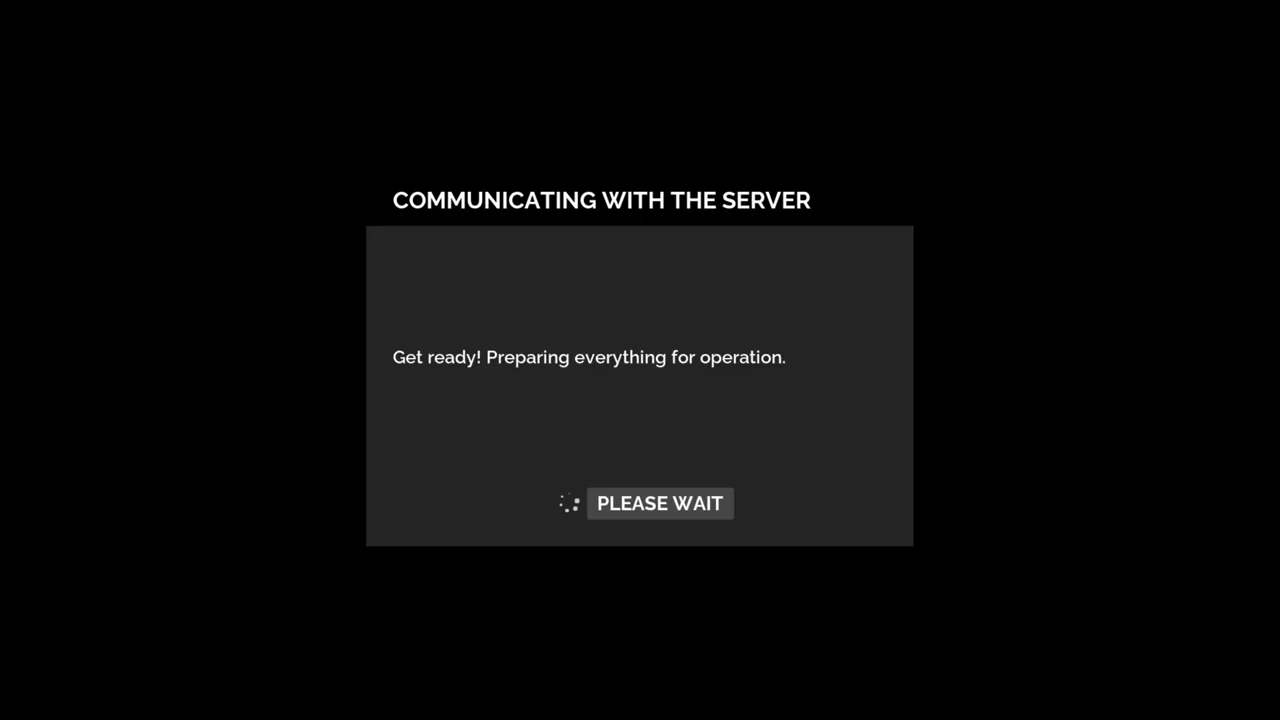 COMMUNICATING WITH THE SERVER
Get ready! Preparing everything for operation.
PLEASE WAIT